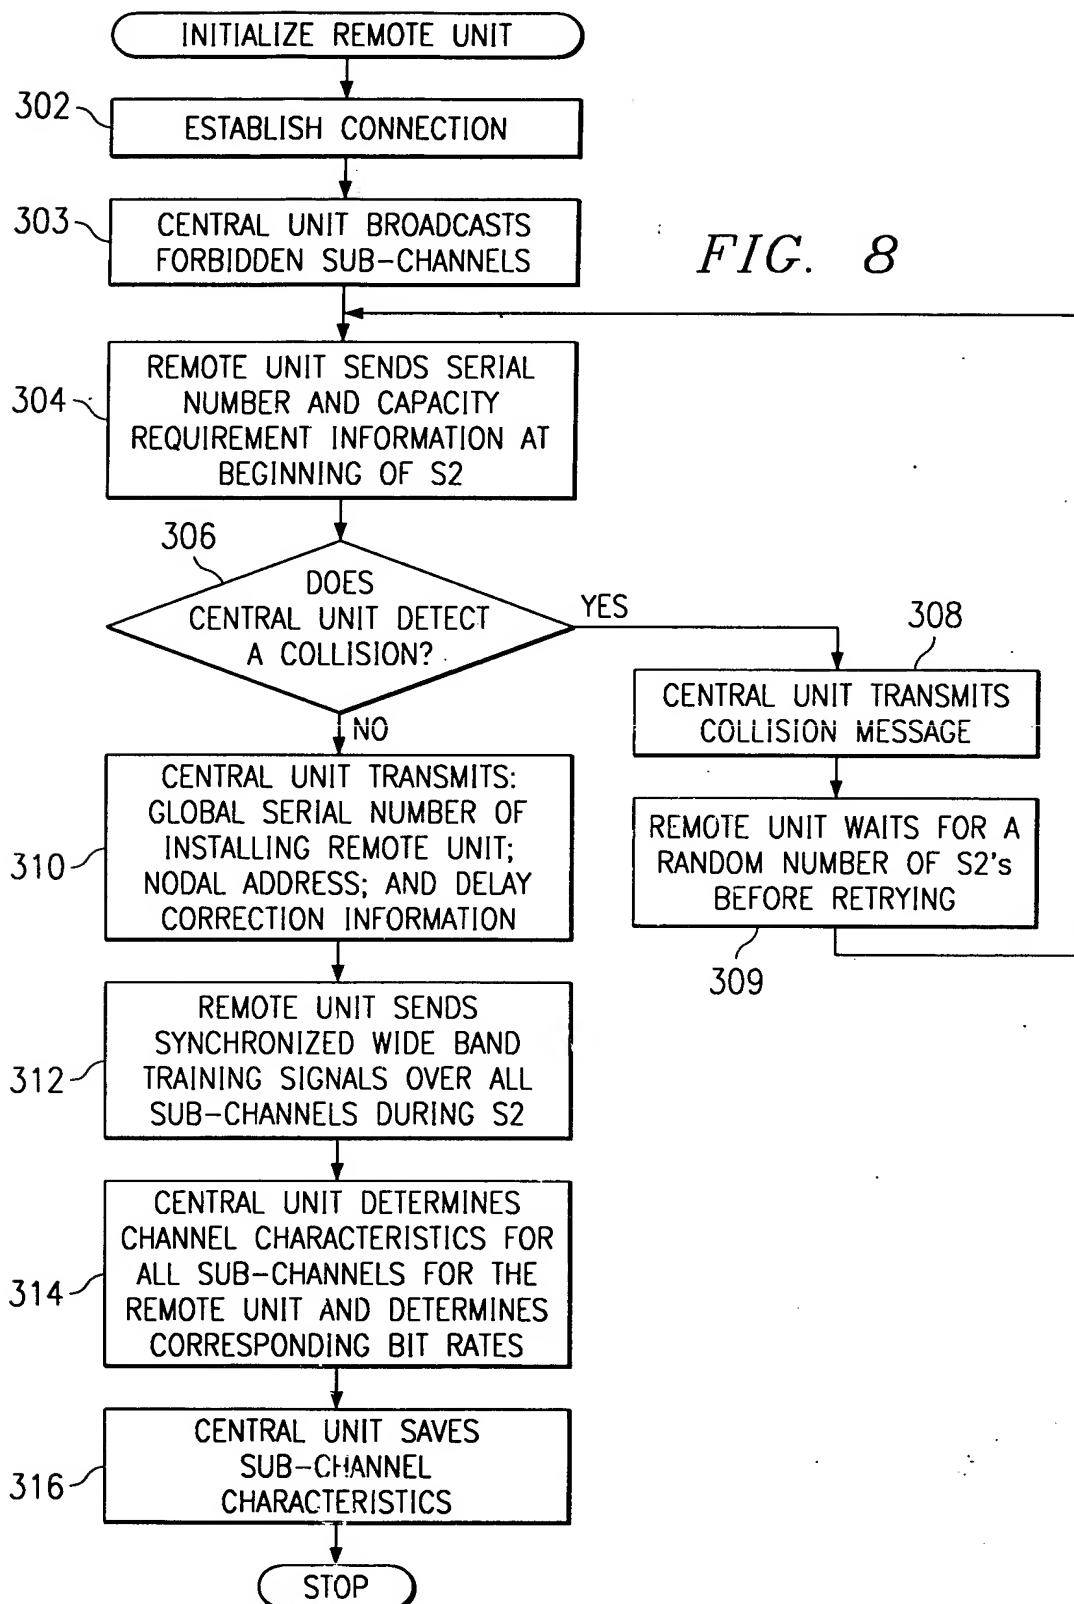 INITIALIZE REMOTE UNIT
302
ESTABLISH CONNECTION
303
CENTRAL UNIT BROADCASTS
FORBIDDEN SUB-CHANNELS
FIG. 8
304
REMOTE UNIT SENDS SERIAL
NUMBER AND CAPACITY
REQUIREMENT INFORMATION AT
BEGINNING OF S2
306
DOES
CENTRAL UNIT DETECT
A COLLISION?
YES
NO
308
CENTRAL UNIT TRANSMITS
COLLISION MESSAGE
REMOTE UNIT WAITS FOR A
RANDOM NUMBER OF S2's
BEFORE RETRYING
309
310
CENTRAL UNIT TRANSMITS:
GLOBAL SERIAL NUMBER OF
INSTALLING REMOTE UNIT;
NODAL ADDRESS; AND DELAY
CORRECTION INFORMATION
312
REMOTE UNIT SENDS
SYNCHRONIZED WIDE BAND
TRAINING SIGNALS OVER ALL
SUB-CHANNELS DURING S2
314
CENTRAL UNIT DETERMINES
CHANNEL CHARACTERISTICS FOR
ALL SUB-CHANNELS FOR THE
REMOTE UNIT AND DETERMINES
CORRESPONDING BIT RATES
316
CENTRAL UNIT SAVES
SUB-CHANNEL
CHARACTERISTICS
STOP